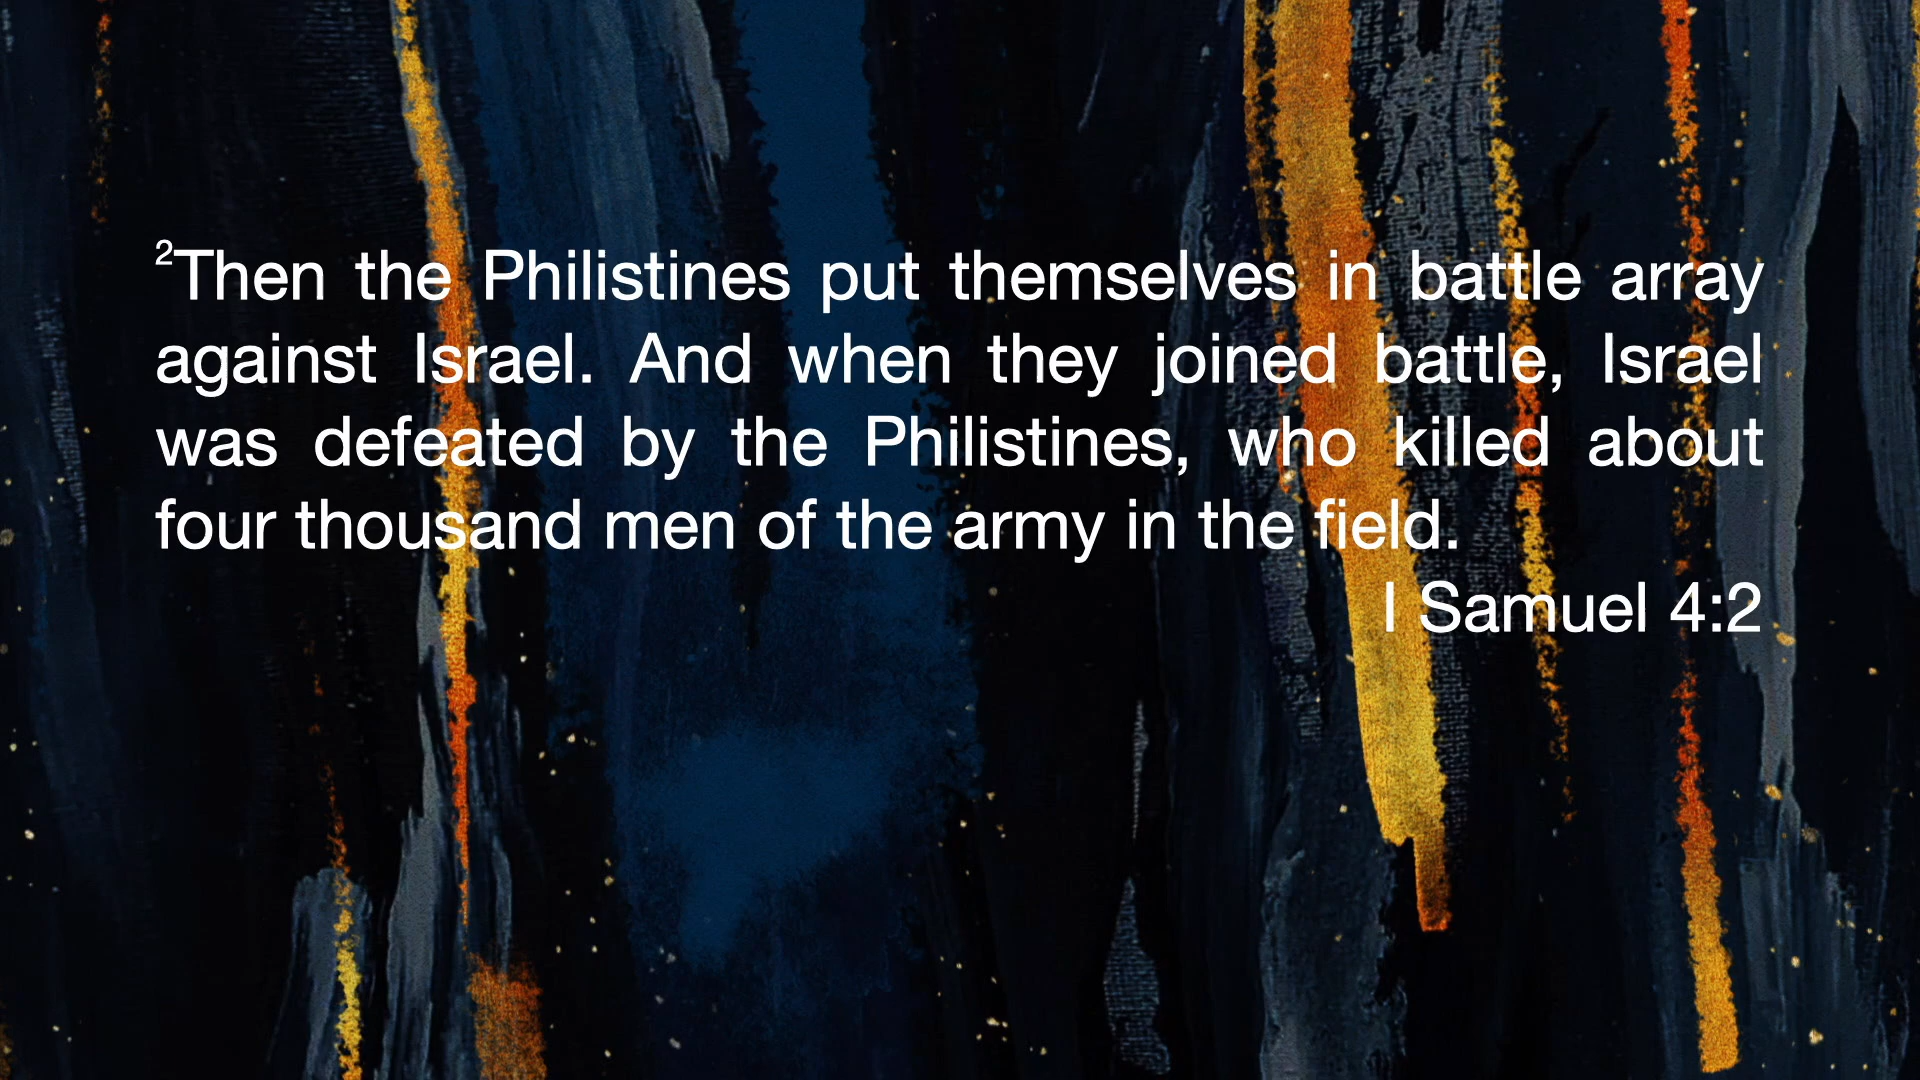 ²Then the Philistines put themselves in battle array
against Israel. And when they joined battle, Israel
was defeated by the Philistines, who killed about
four thousand men of the army in the field.
I Samuel 4:2